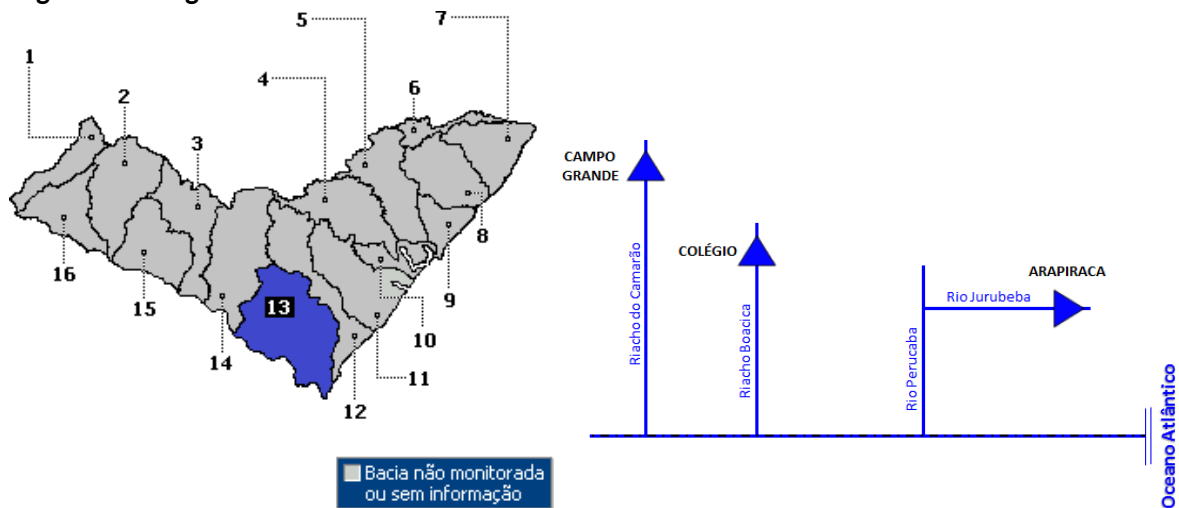 1
2
3
4
5
6
7
8
9
10
11
12
13
14
15
16
Bacia não monitorada
ou sem informação
CAMPO
GRANDE
Riacho do Camarão
COLÉGIO
Riacho Boacica
Rio Perucaba
Rio Jurubeba
ARAPIRACA
Oceano Atlântico